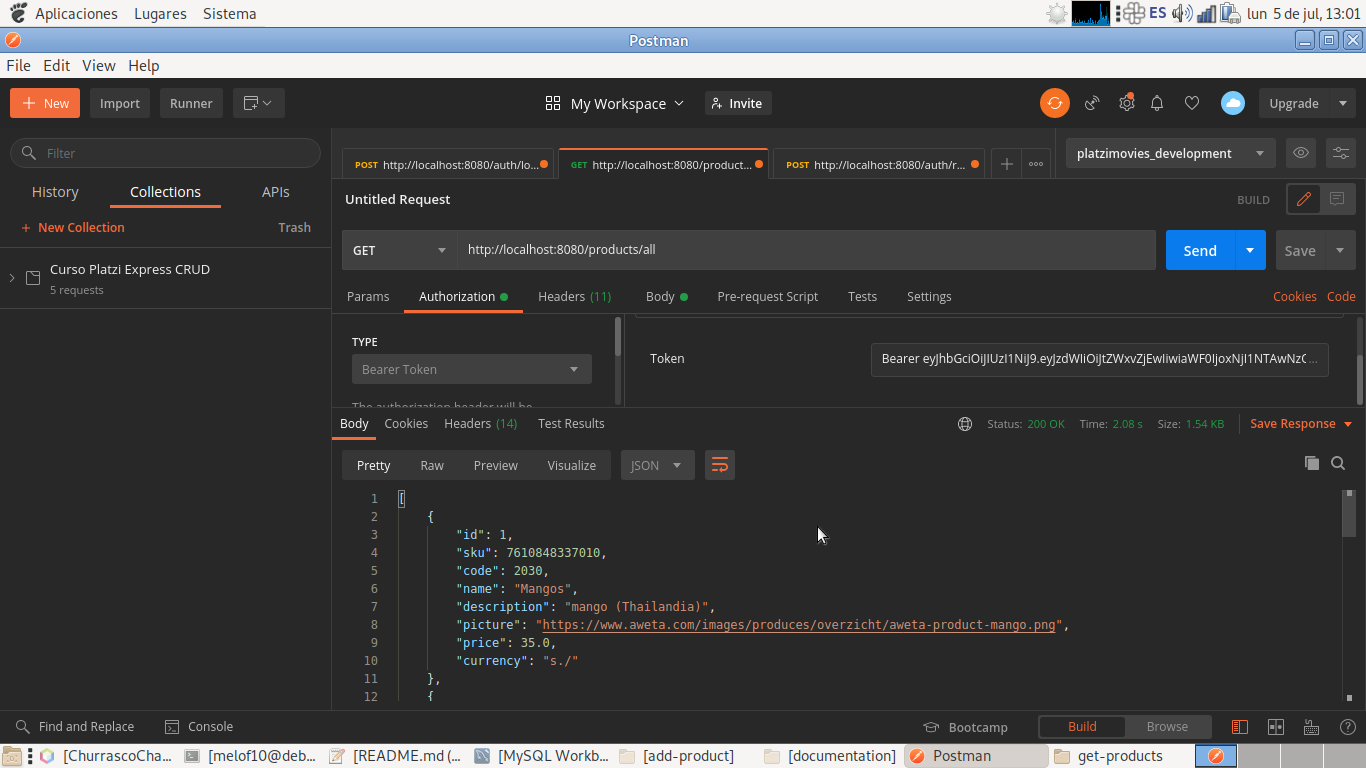 Aplicaciones Lugares Sistema ES lun 5 de jul, 13:01
Postman
File Edit View Help
New Import Runner My Workspace Invite Upgrade
Filter
POST http://localhost:8080/auth/lo... GET http://localhost:8080/product... POST http://localhost:8080/auth/r... platzimovies_development
History Collections APIs
Untitled Request BUILD
New Collection Trash
GET http://localhost:8080/products/all Send Save
Curso Platzi Express CRUD
5 requests
Params Authorization Headers (11) Body Pre-request Script Tests Settings Cookies Code
TYPE
Token Bearer eyJhbGciOiJIUzI1NiJ9.eyJzdWIiOiJtZWxvZjEwIiwiaWF0IjoxNjI1NTAwNzC...
Bearer Token
The authorization header will be
Body Cookies Headers (14) Test Results Status: 200 OK Time: 2.08 s Size: 1.54 KB Save Response
Pretty Raw Preview Visualize JSON
1 [
2 {
3 "id": 1,
4 "sku": 7610848337010,
5 "code": 2030,
6 "name": "Mangos",
7 "description": "mango (Thailandia)",
8 "picture": "https://www.aweta.com/images/produces/overzicht/aweta-product-mango.png",
9 "price": 35.0,
10 "currency": "s./"
11 },
12 {
Find and Replace Console Bootcamp Build Browse
[ChurrascoCha... [melof10@deb... [README.md (... [MySQL Workb... [add-product] [documentation] Postman get-products